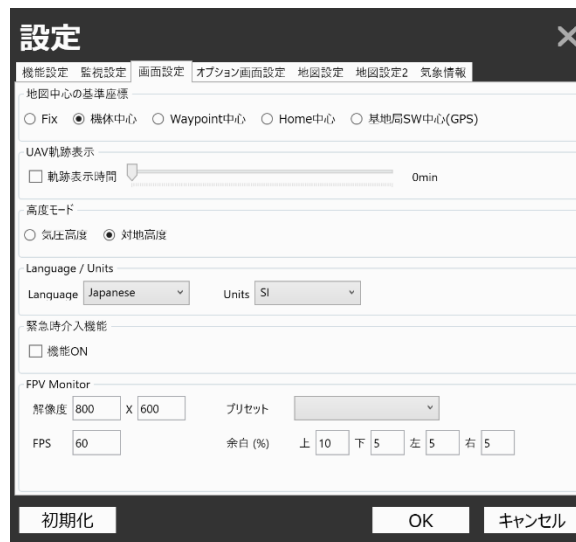 設定
機能設定 監視設定 画面設定 オプション画面設定 地図設定 地図設定2 気象情報
地図中心の基準座標
Fix 機体中心 Waypoint中心 Home中心 基地局SW中心(GPS)
UAV軌跡表示
軌跡表示時間 0min
高度モード
気圧高度 対地高度
Language / Units
Language Japanese Units SI
緊急時介入機能
機能ON
FPV Monitor
解像度 800 X 600 プリセット
FPS 60 余白 (%) 上 10 下 5 左 5 右 5
初期化 OK キャンセル